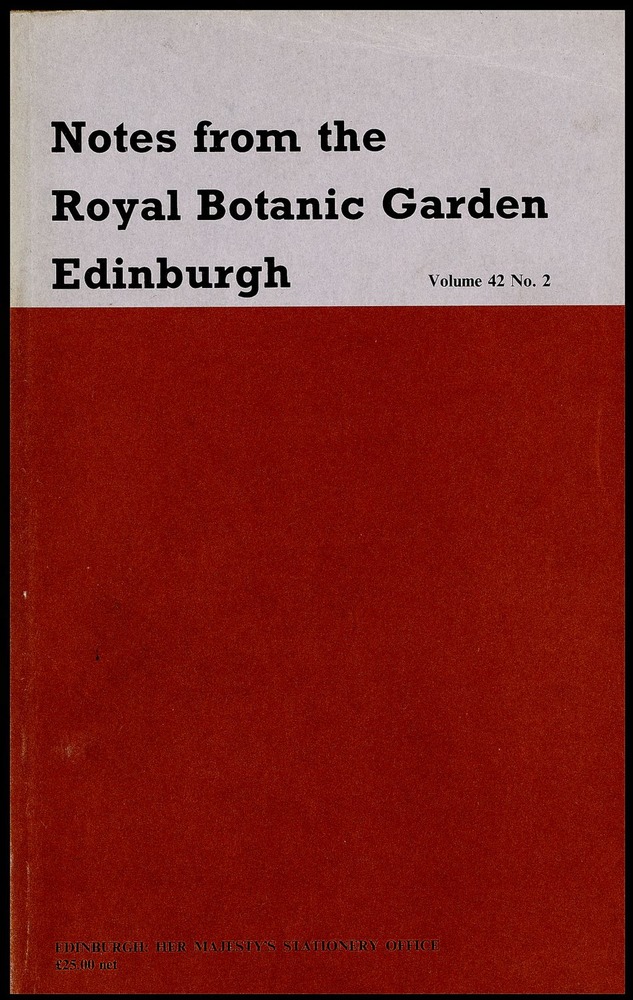 Notes from the
Royal Botanic Garden
Edinburgh
Volume 42 No. 2
EDINBURGH: HER MAJESTY'S STATIONERY OFFICE
£25.00 net